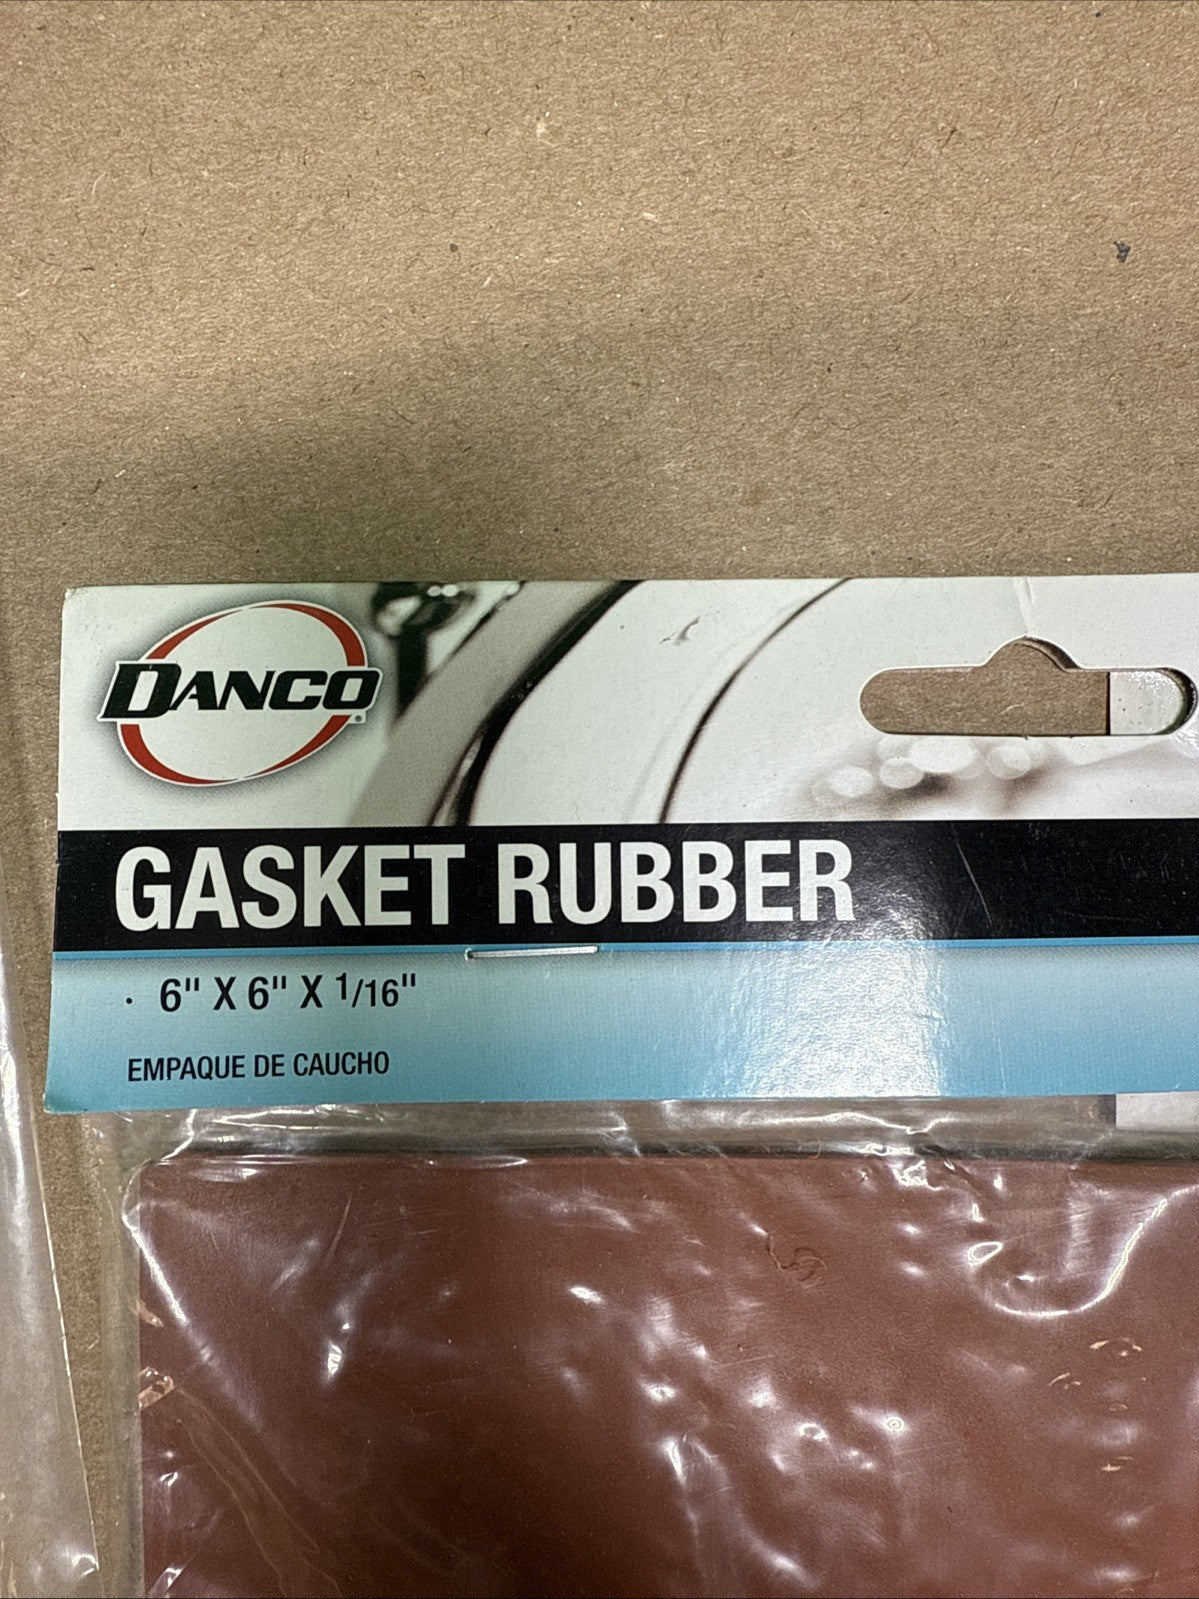 DANCO®
GASKET RUBBER
· 6" X 6" X 1/16"
EMPAQUE DE CAUCHO